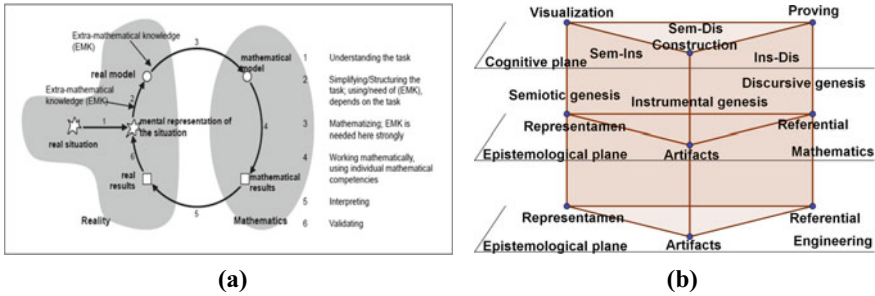 Extra-mathematical knowledge
(EMK)
3
mathematical
model
real model
Extra-mathematical
knowledge (EMK)
2
1
mental representation of
the situation
real situation
4
6
real
results
mathematical
results
5
Reality
Mathematics
1 Understanding the task
2 Simplifying/Structuring the
task; using/need of (EMK),
depends on the task
3 Mathematizing; EMK is
needed here strongly
4 Working mathematically,
using individual mathematical
competencies
5 Interpreting
6 Validating
(a)
Visualization
Proving
Sem-Dis
Construction
Sem-Ins
Ins-Dis
Cognitive plane
Discursive genesis
Semiotic genesis
Instrumental genesis
Representamen
Referential
Epistemological plane
Artifacts
Mathematics
Representamen
Referential
Epistemological plane
Artifacts
Engineering
(b)